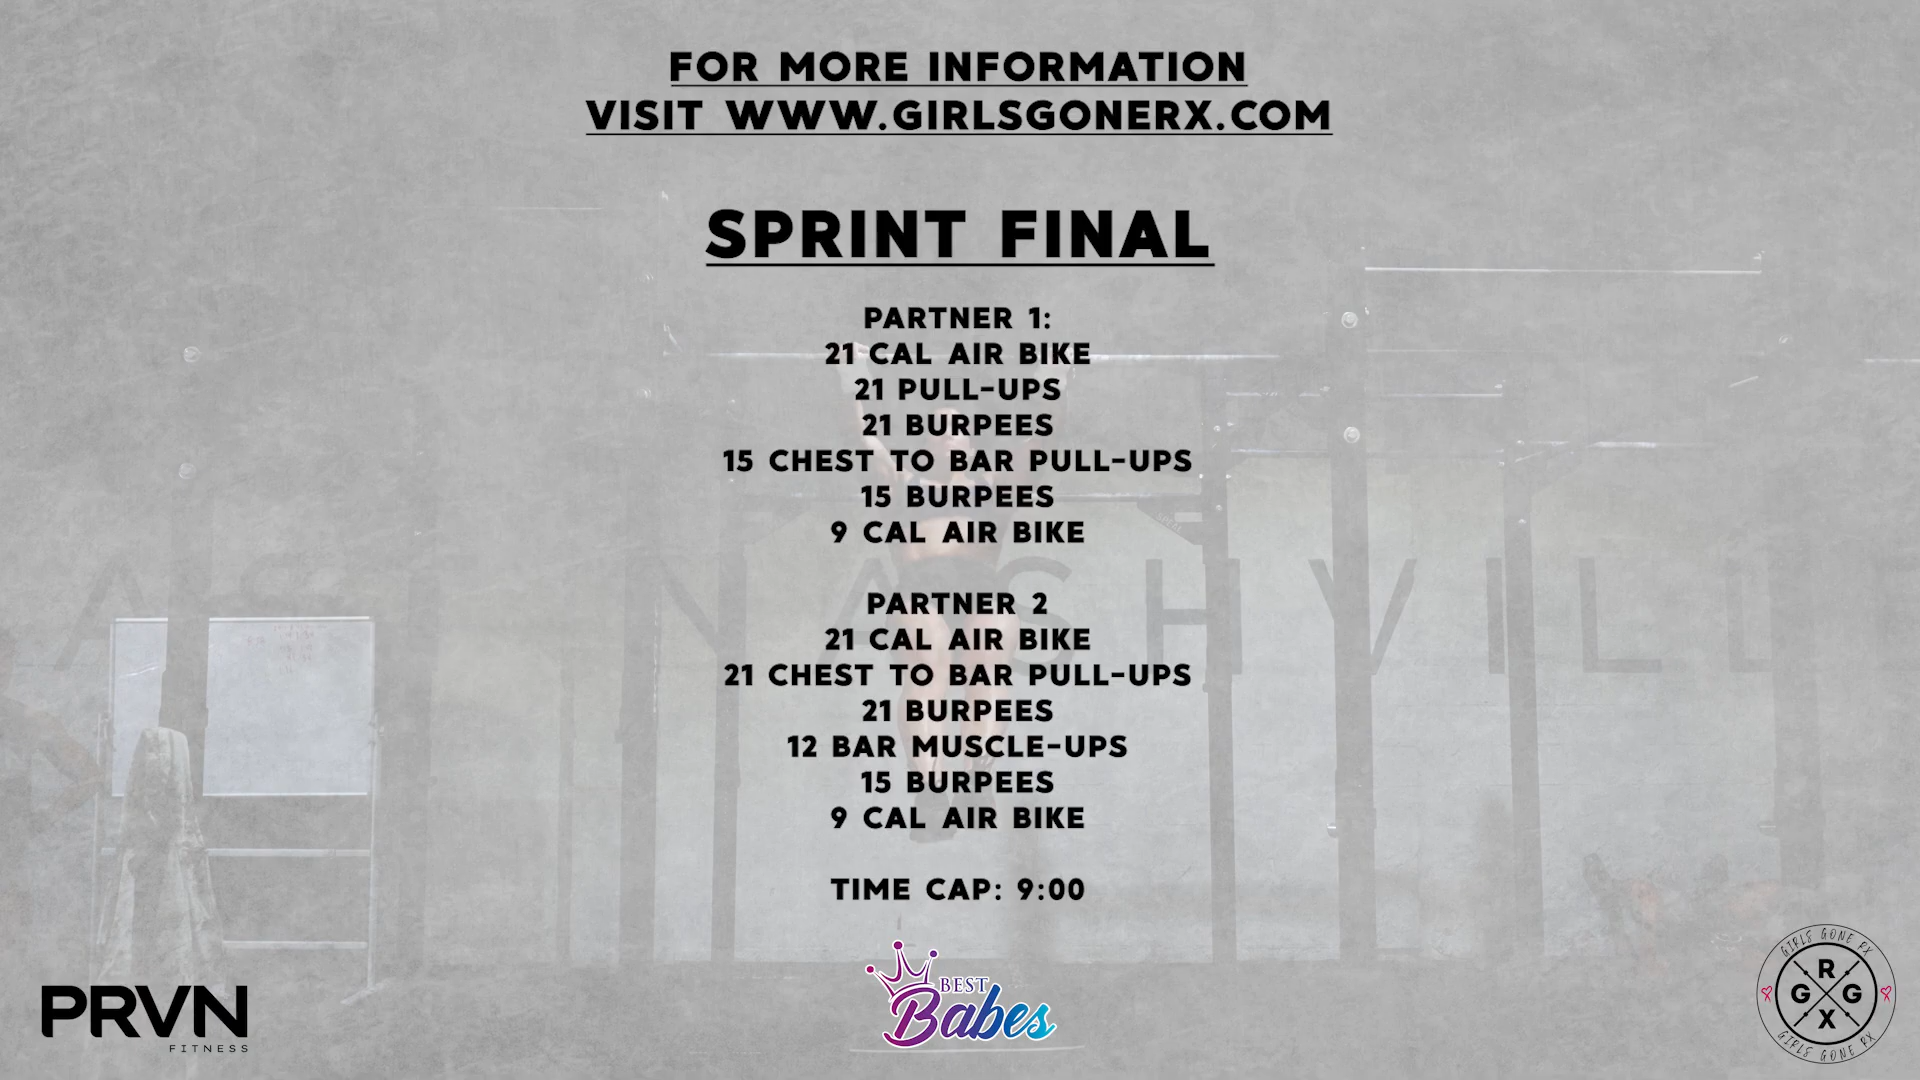 FOR MORE INFORMATION
VISIT WWW.GIRLSGONERX.COM
SPRINT FINAL
PARTNER 1:
21 CAL AIR BIKE
21 PULL-UPS
21 BURPEES
15 CHEST TO BAR PULL-UPS
15 BURPEES
9 CAL AIR BIKE
PARTNER 2
21 CAL AIR BIKE
21 CHEST TO BAR PULL-UPS
21 BURPEES
12 BAR MUSCLE-UPS
15 BURPEES
9 CAL AIR BIKE
TIME CAP: 9:00
AST NASHVILL
PRVN
FITNESS
BEST
Babes
GIRLS GONE RX
R
G G
X
GIRLS GONE RX